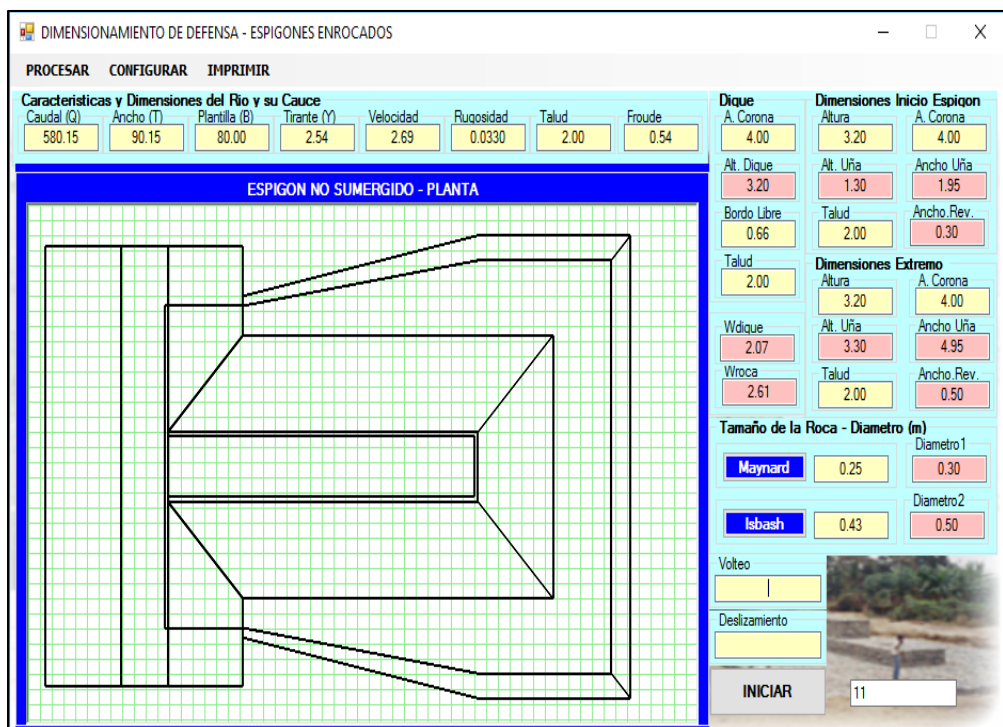 DIMENSIONAMIENTO DE DEFENSA - ESPIGONES ENROCADOS
PROCESAR CONFIGURAR IMPRIMIR
Caracteristicas y Dimensiones del Rio y su Cauce
Caudal (Q) Ancho (T) Plantilla (B) Tirante (Y) Velocidad Rugosidad Talud Froude
580.15 90.15 80.00 2.54 2.69 0.0330 2.00 0.54
ESPIGON NO SUMERGIDO - PLANTA
Dique
A. Corona
4.00
Alt. Dique
3.20
Bordo Libre
0.66
Talud
2.00
Wdique
2.07
Wroca
2.61
Dimensiones Inicio Espigon
Altura A. Corona
3.20 4.00
Alt. Uña Ancho Uña
1.30 1.95
Talud Ancho.Rev.
2.00 0.30
Dimensiones Extremo
Altura A. Corona
3.20 4.00
Alt. Uña Ancho Uña
3.30 4.95
Talud Ancho.Rev.
2.00 0.50
Tamaño de la Roca - Diametro (m)
Diametro1
Maynard 0.25 0.30
Diametro2
Isbash 0.43 0.50
Volteo
Deslizamiento
INICIAR 11